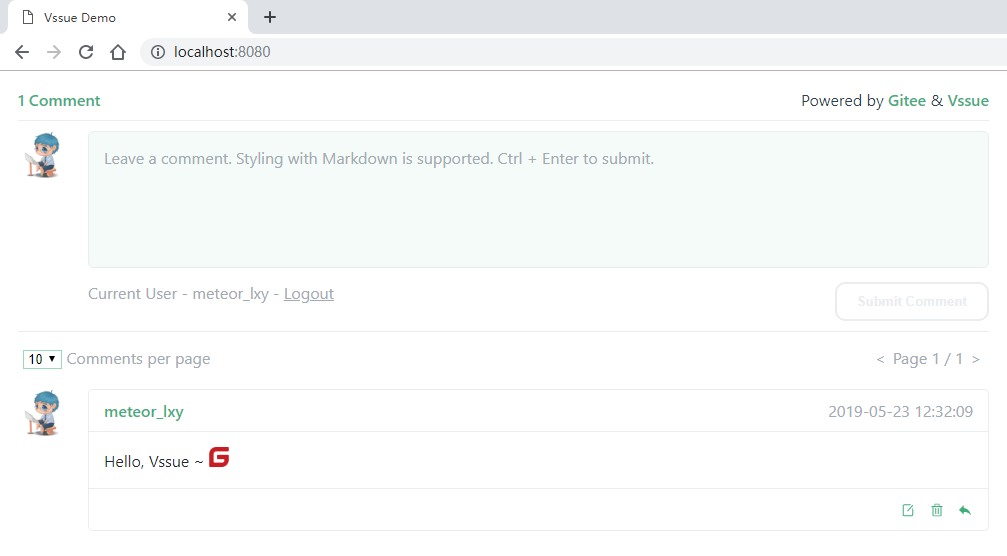 Vssue Demo
localhost:8080
1 Comment
Powered by Gitee & Vssue
Leave a comment. Styling with Markdown is supported. Ctrl + Enter to submit.
Current User - meteor_lxy - Logout
Submit Comment
10 Comments per page
< Page 1 / 1 >
meteor_lxy
2019-05-23 12:32:09
Hello, Vssue ~ G